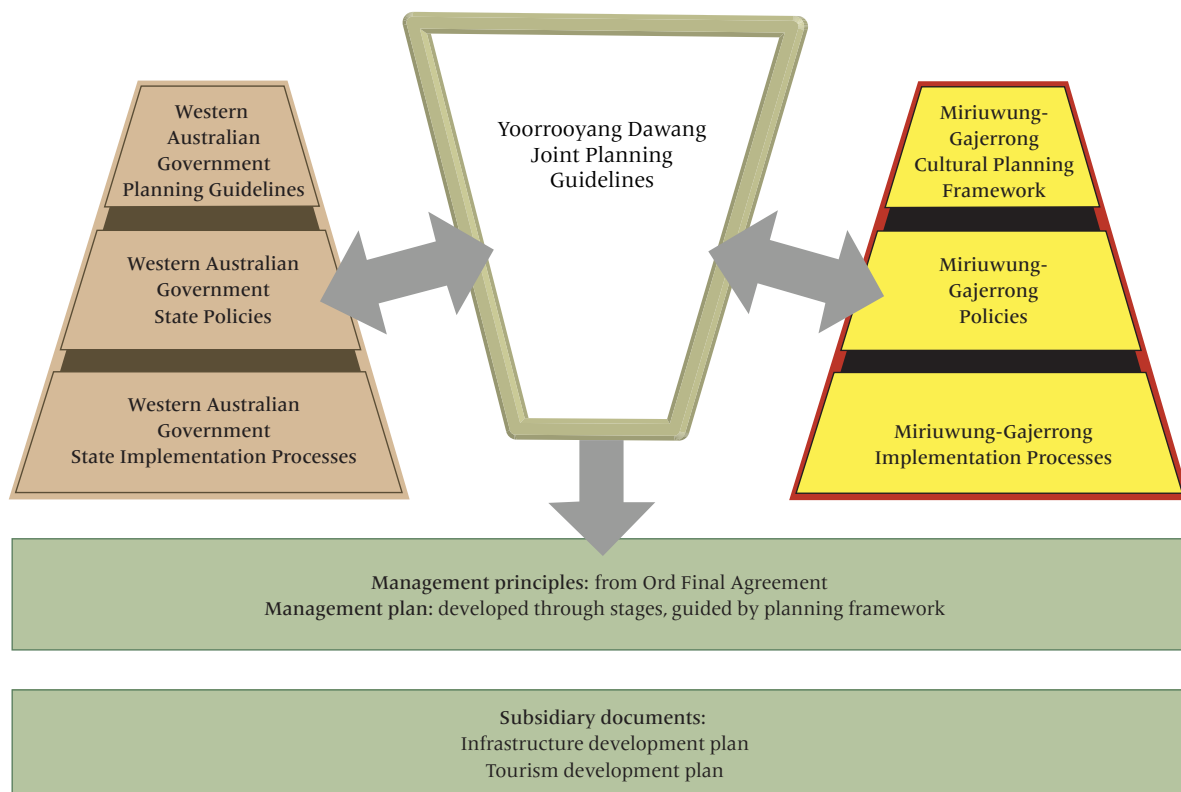 Western
Australian
Government
Planning Guidelines
Western Australian
Government
State Policies
Western Australian
Government
State Implementation Processes
Yoorrooyang Dawang
Joint Planning
Guidelines
Miriuwung-
Gajerrong
Cultural Planning
Framework
Miriuwung-
Gajerrong
Policies
Miriuwung-Gajerrong
Implementation Processes
Management principles: from Ord Final Agreement
Management plan: developed through stages, guided by planning framework
Subsidiary documents:
Infrastructure development plan
Tourism development plan